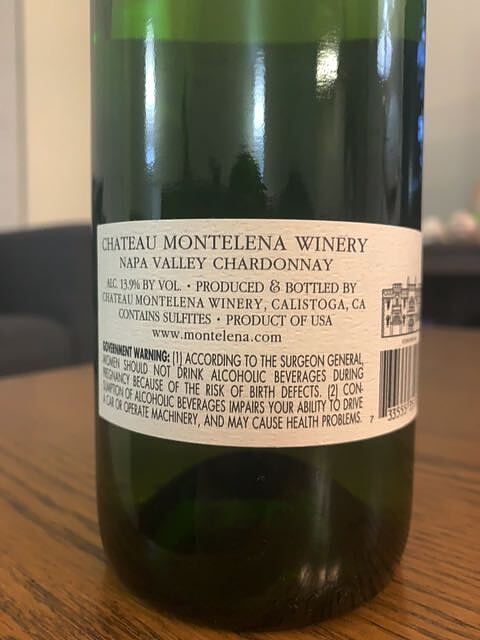 CHATEAU MONTELENA WINERY
NAPA VALLEY CHARDONNAY
ALC. 13.9% BY VOL. • PRODUCED & BOTTLED BY
CHATEAU MONTELENA WINERY, CALISTOGA, CA
CONTAINS SULFITES • PRODUCT OF USA
www.montelena.com
GOVERNMENT WARNING: (1) ACCORDING TO THE SURGEON GENERAL,
WOMEN SHOULD NOT DRINK ALCOHOLIC BEVERAGES DURING
PREGNANCY BECAUSE OF THE RISK OF BIRTH DEFECTS. (2) CON-
SUMPTION OF ALCOHOLIC BEVERAGES IMPAIRS YOUR ABILITY TO DRIVE
A CAR OR OPERATE MACHINERY, AND MAY CAUSE HEALTH PROBLEMS.
7